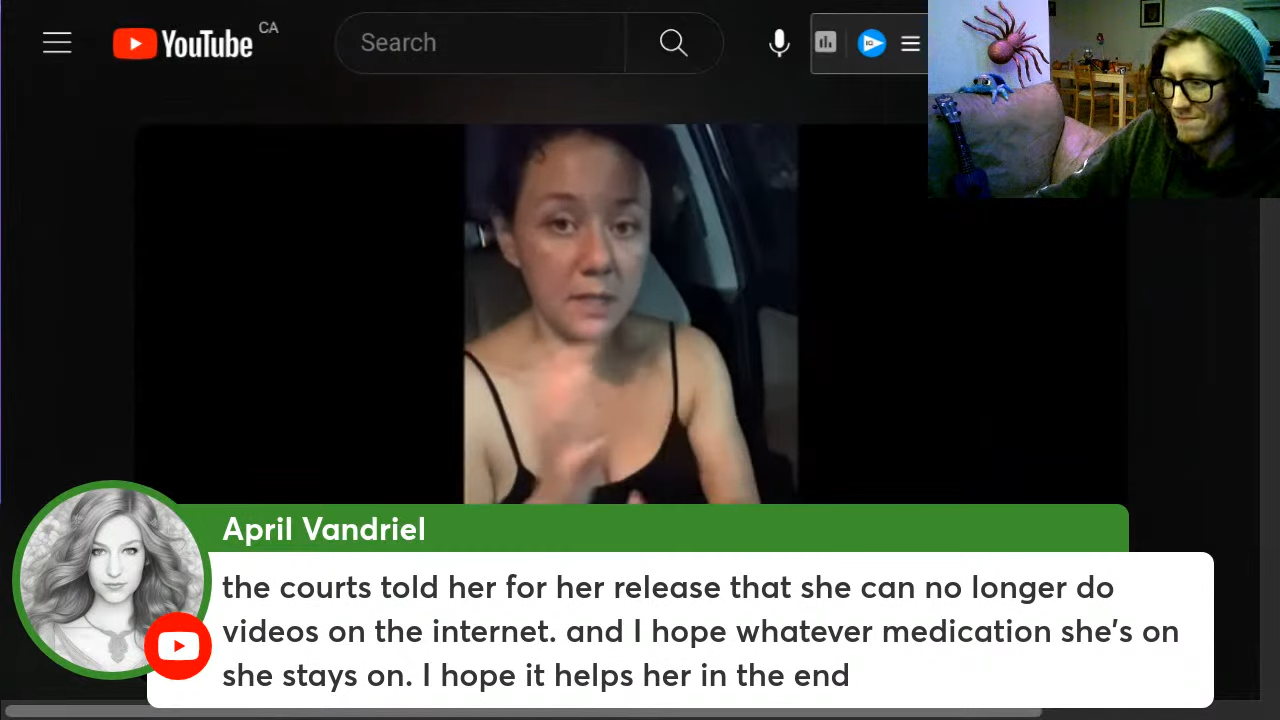 YouTube CA
Search
IG
April Vandriel
the courts told her for her release that she can no longer do
videos on the internet. and I hope whatever medication she's on
she stays on. I hope it helps her in the end